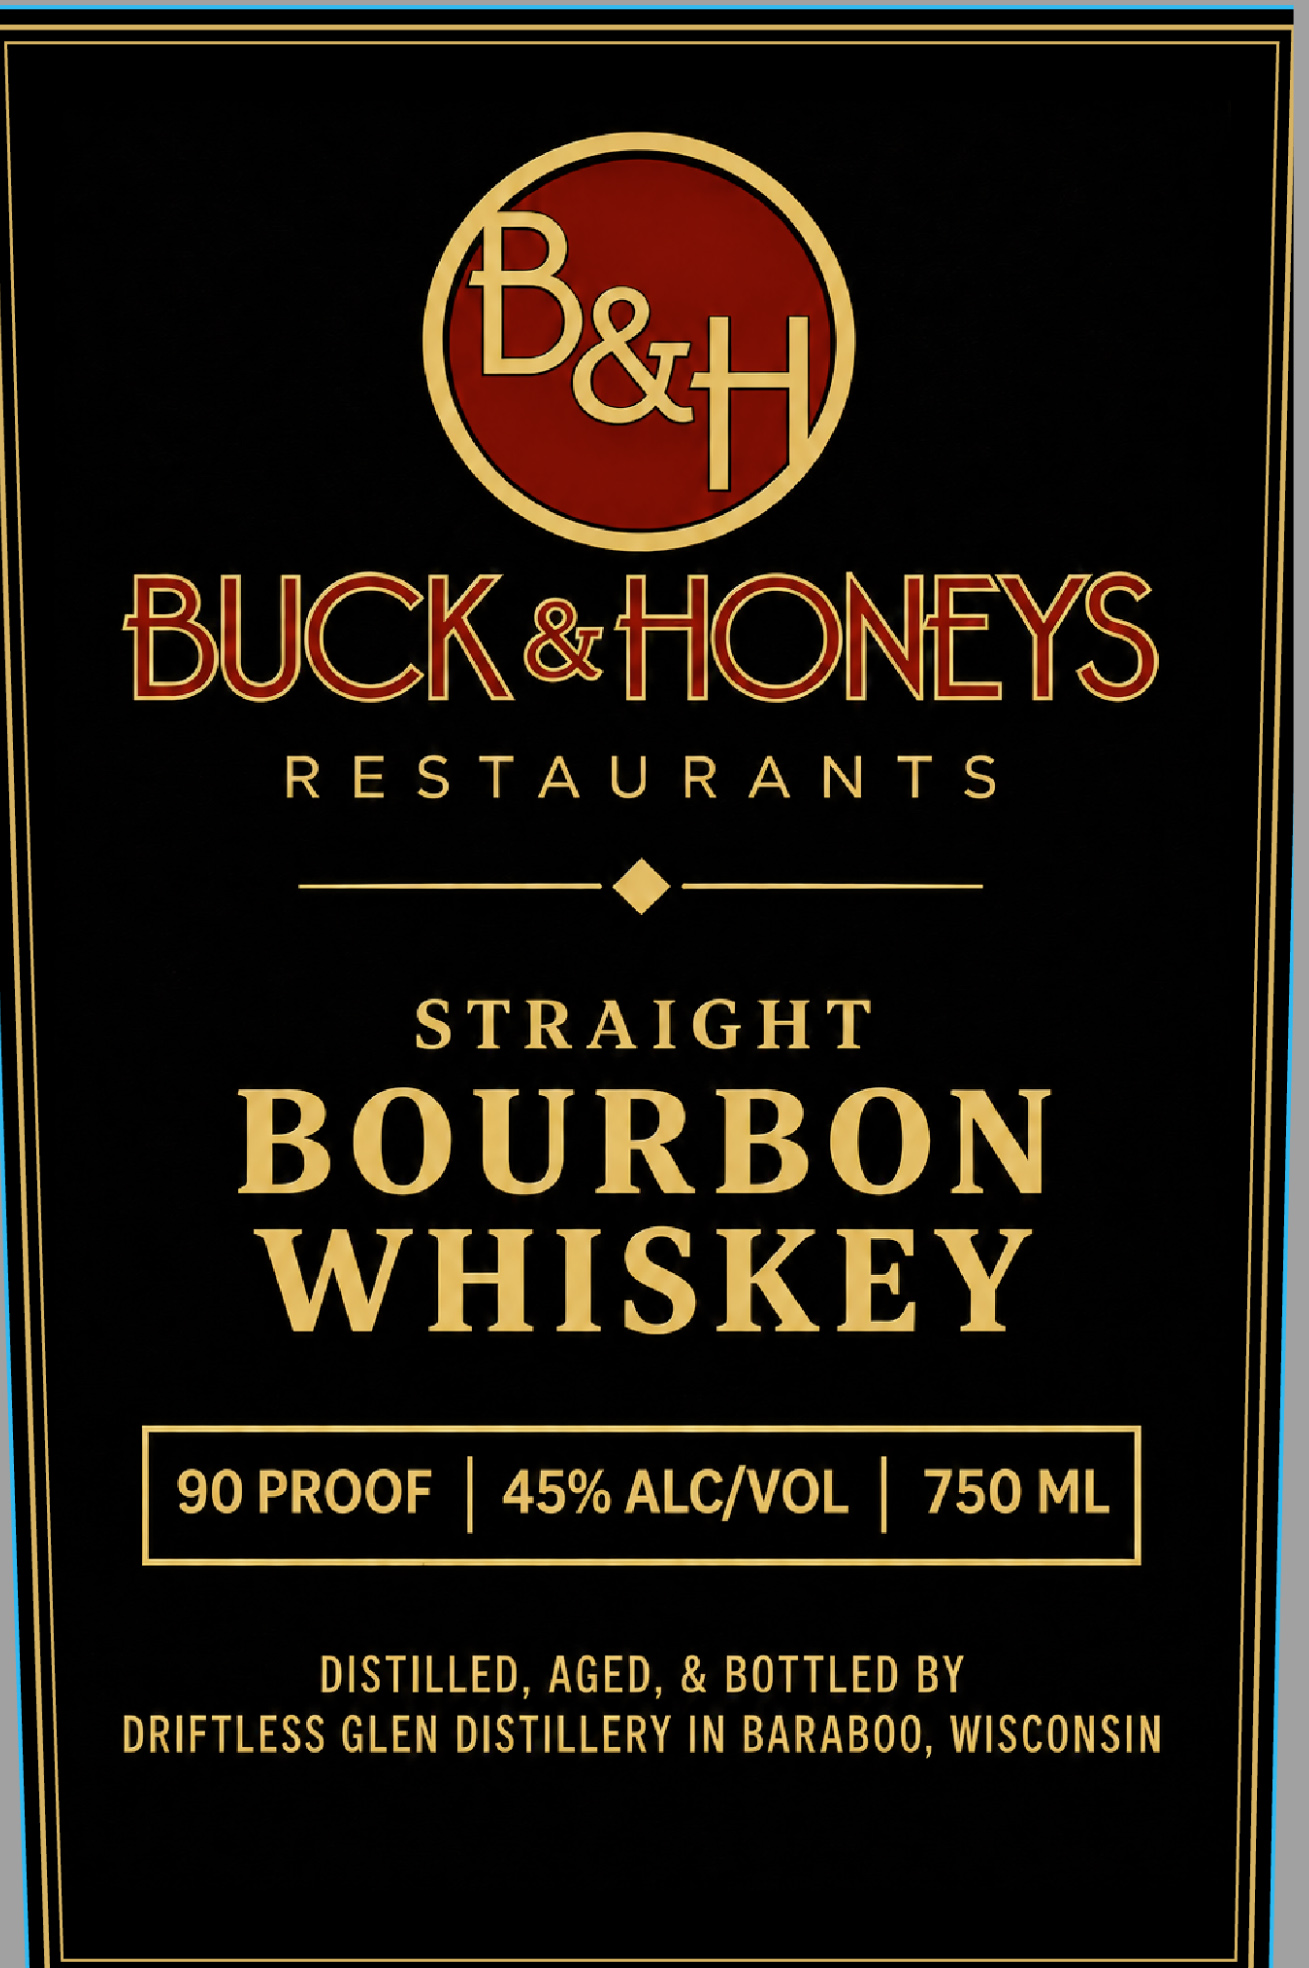 B&H
BUCK & HONEYS
RESTAURANTS
STRAIGHT
BOURBON
WHISKEY
90 PROOF | 45% ALC/VOL | 750 ML
DISTILLED, AGED, & BOTTLED BY
DRIFTLESS GLEN DISTILLERY IN BARABOO, WISCONSIN